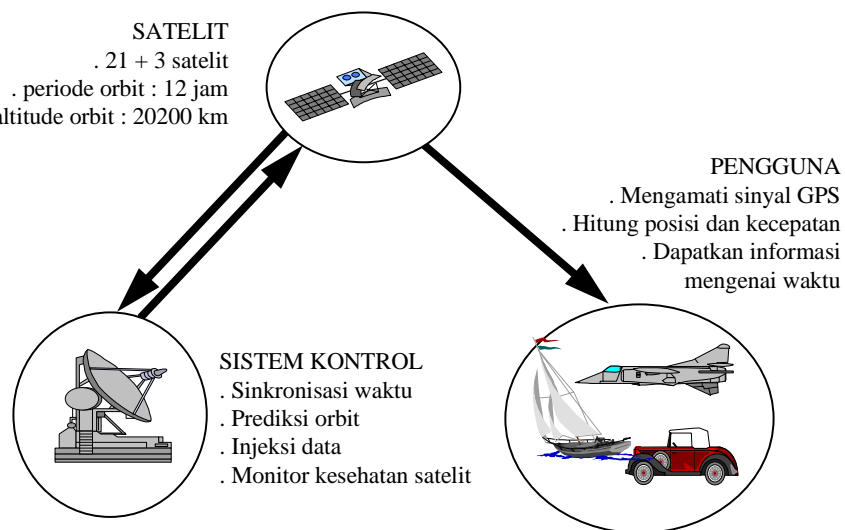 SATELIT
. 21 + 3 satelit
. periode orbit : 12 jam
altitude orbit : 20200 km
PENGGUNA
. Mengamati sinyal GPS
. Hitung posisi dan kecepatan
. Dapatkan informasi
mengenai waktu
SISTEM KONTROL
. Sinkronisasi waktu
. Prediksi orbit
. Injeksi data
. Monitor kesehatan satelit